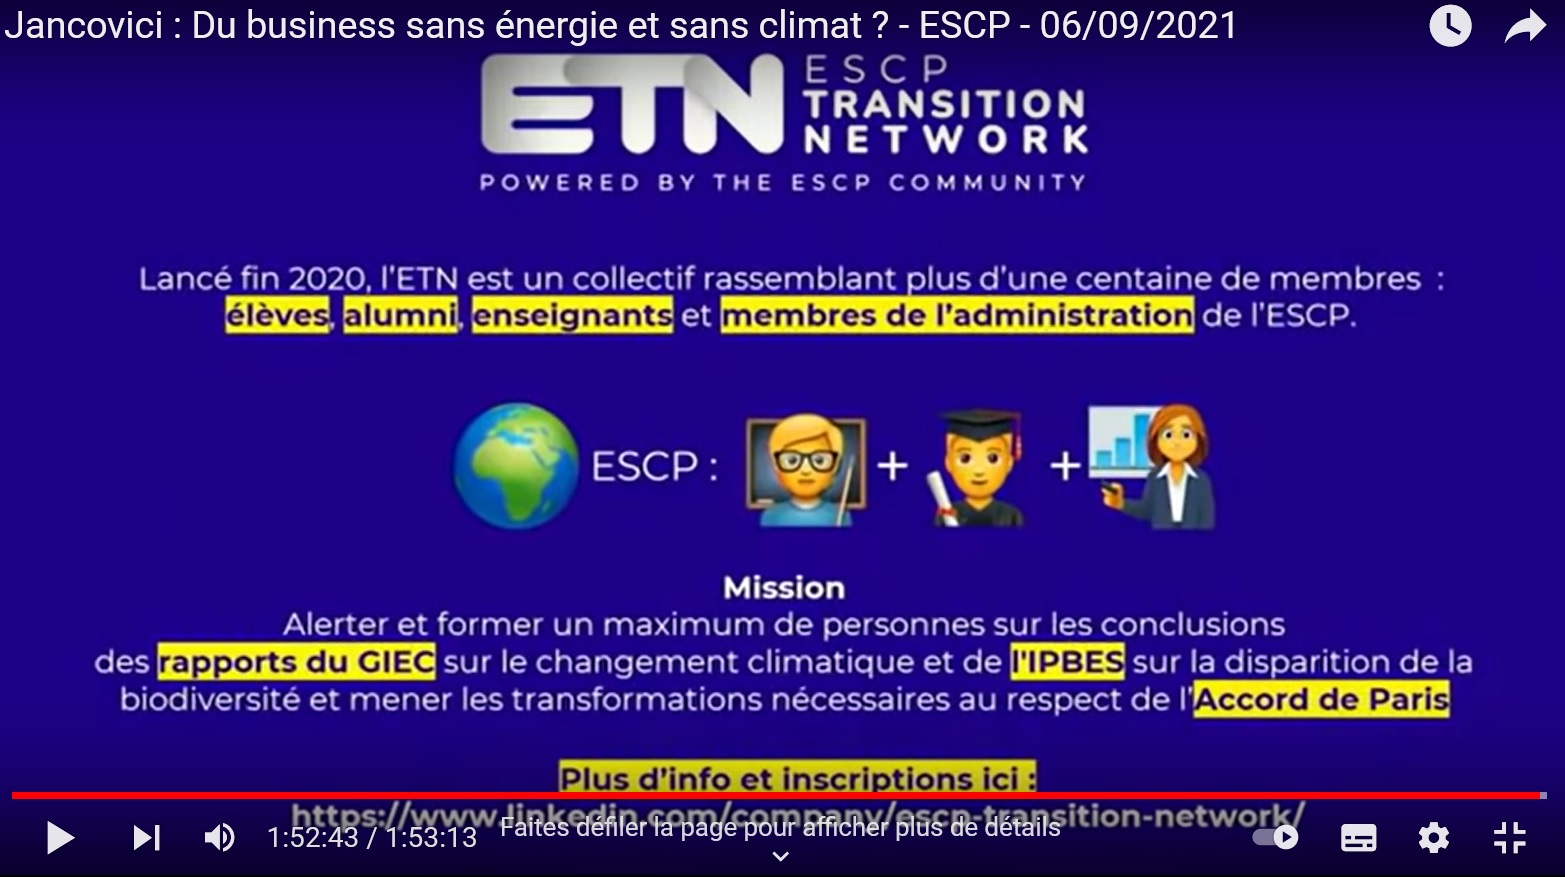 Jancovici : Du business sans énergie et sans climat ? - ESCP - 06/09/2021
ETN
ESCP
TRANSITION
NETWORK
POWERED BY THE ESCP COMMUNITY
Lancé fin 2020, l'ETN est un collectif rassemblant plus d'une centaine de membres :
élèves, alumni, enseignants et membres de l'administration de l'ESCP.
ESCP : + +
Mission
Alerter et former un maximum de personnes sur les conclusions
des rapports du GIEC sur le changement climatique et de l'IPBES sur la disparition de la
biodiversité et mener les transformations nécessaires au respect de l'Accord de Paris
Plus d'info et inscriptions ici :
https://www.linkedin.com/company/escp-transition-network/
Faites défiler la page pour afficher plus de détails
1:52:43 / 1:53:13